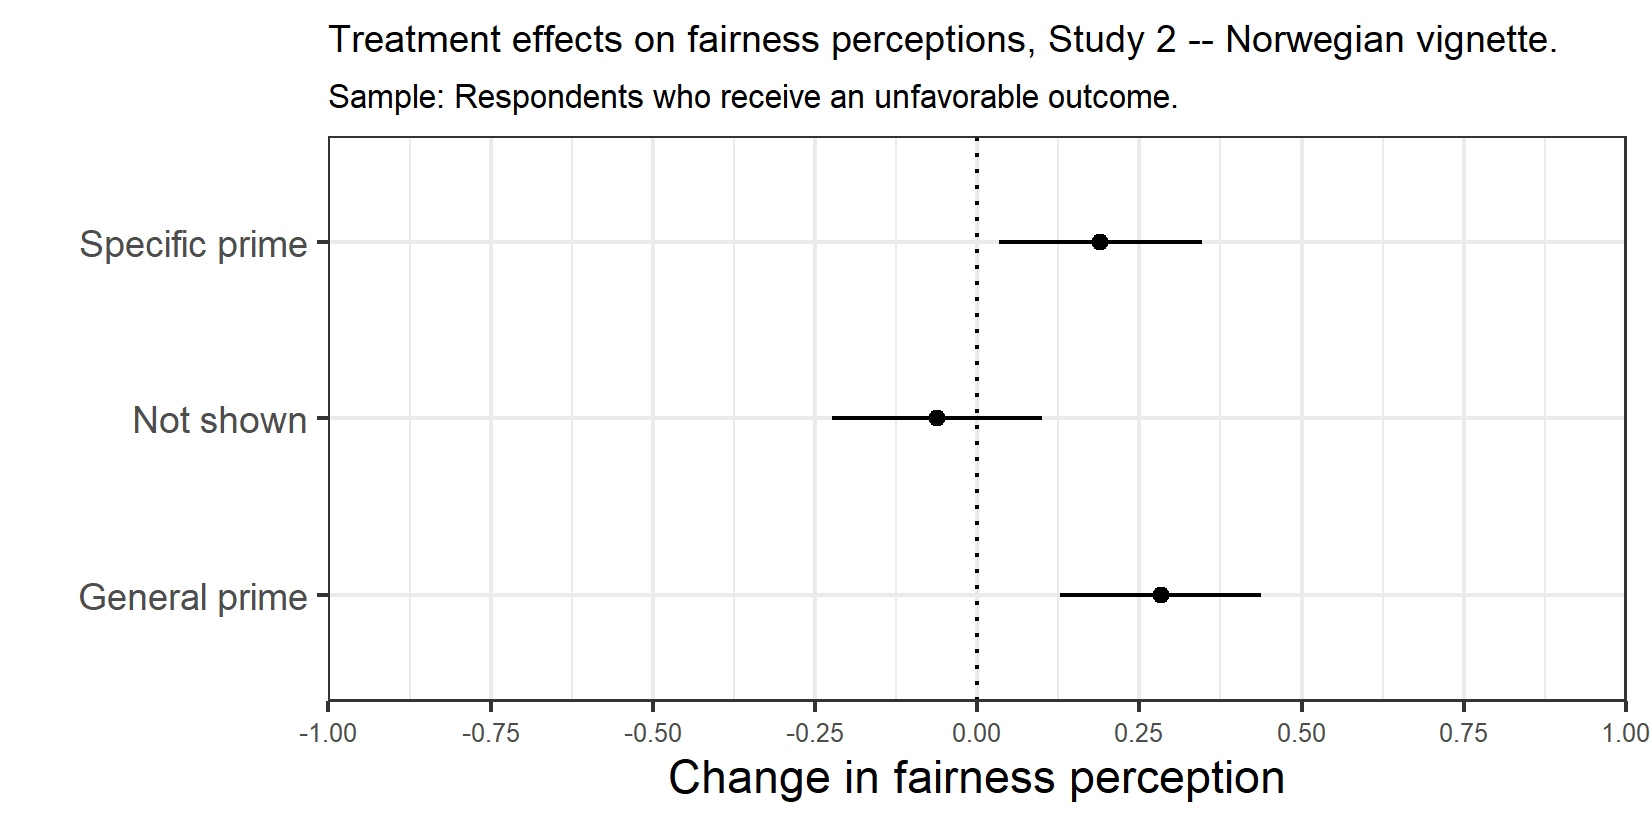 Treatment effects on fairness perceptions, Study 2 -- Norwegian vignette.
Sample: Respondents who receive an unfavorable outcome.
Specific prime
Not shown
General prime
-1.00 -0.75 -0.50 -0.25 0.00 0.25 0.50 0.75 1.00
Change in fairness perception